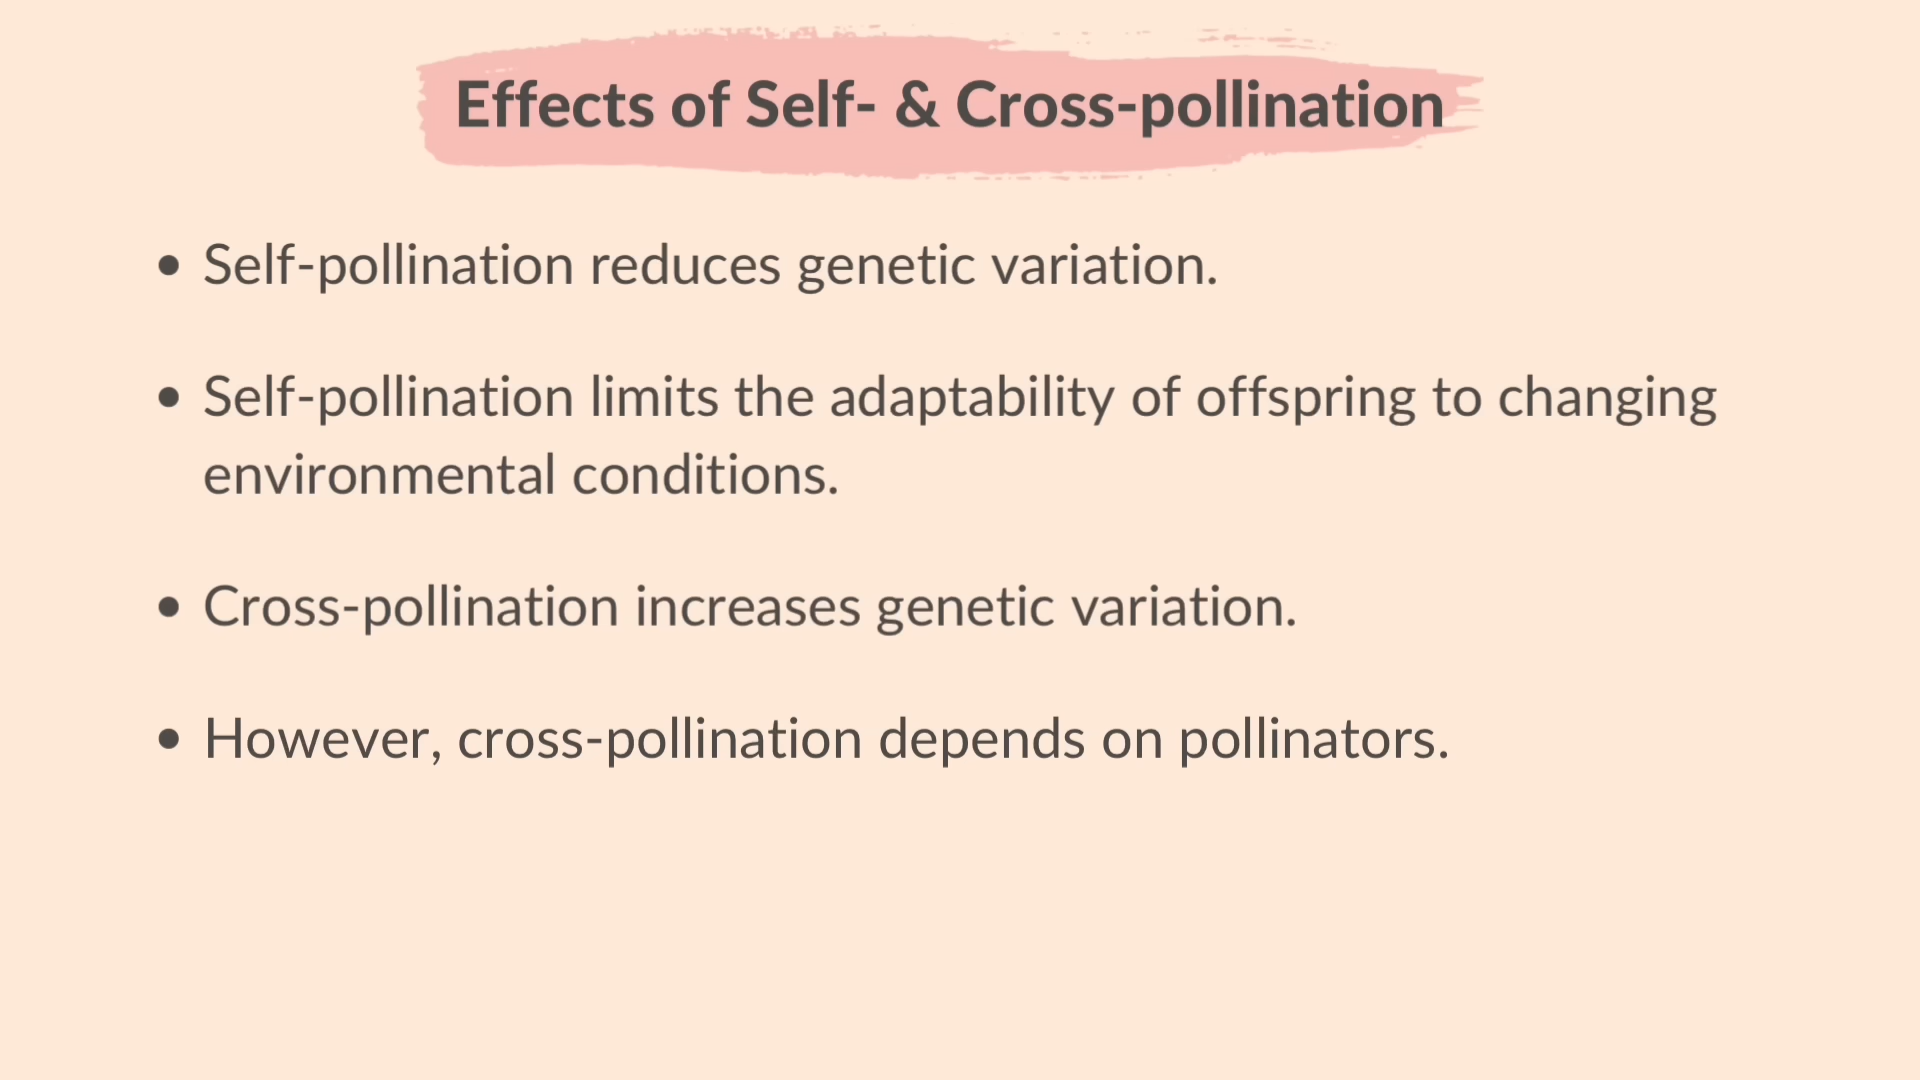 Effects of Self- & Cross-pollination
• Self-pollination reduces genetic variation.
• Self-pollination limits the adaptability of offspring to changing
environmental conditions.
• Cross-pollination increases genetic variation.
• However, cross-pollination depends on pollinators.